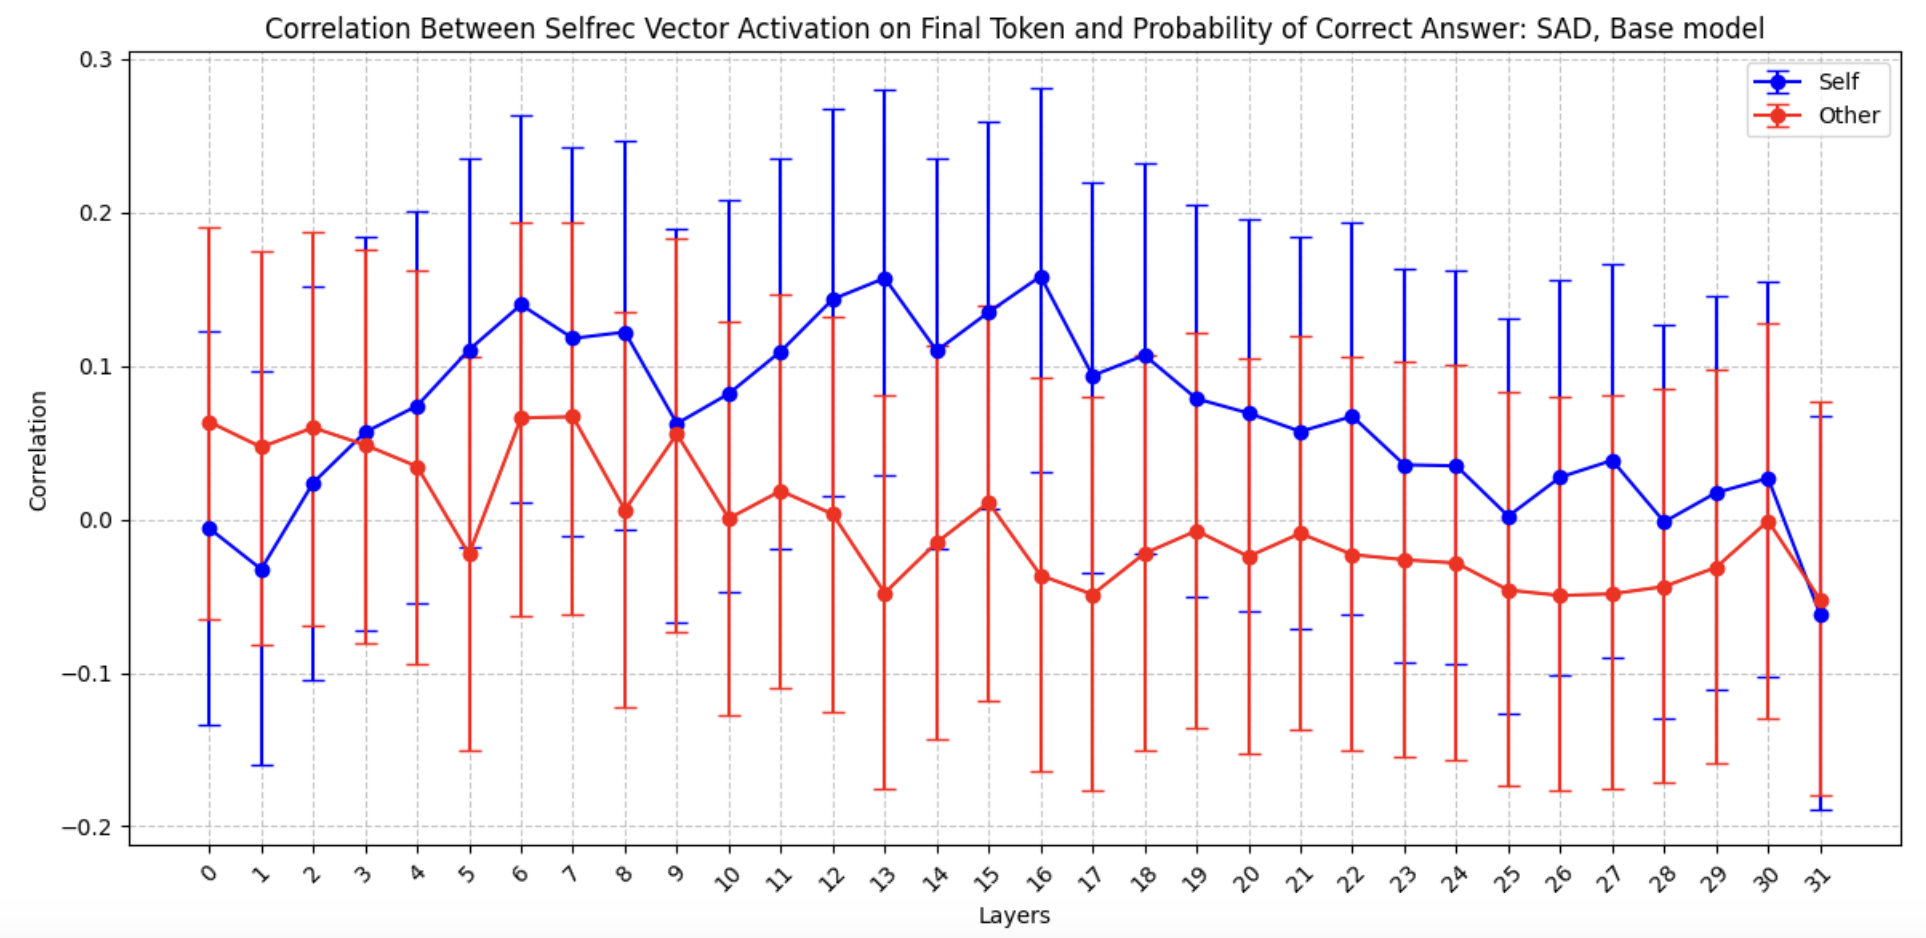 Correlation Between Selfrec Vector Activation on Final Token and Probability of Correct Answer: SAD, Base model
Self
Other
0.3
0.2
0.1
0.0
−0.1
−0.2
Correlation
0 1 2 3 4 5 6 7 8 9 10 11 12 13 14 15 16 17 18 19 20 21 22 23 24 25 26 27 28 29 30 31
Layers